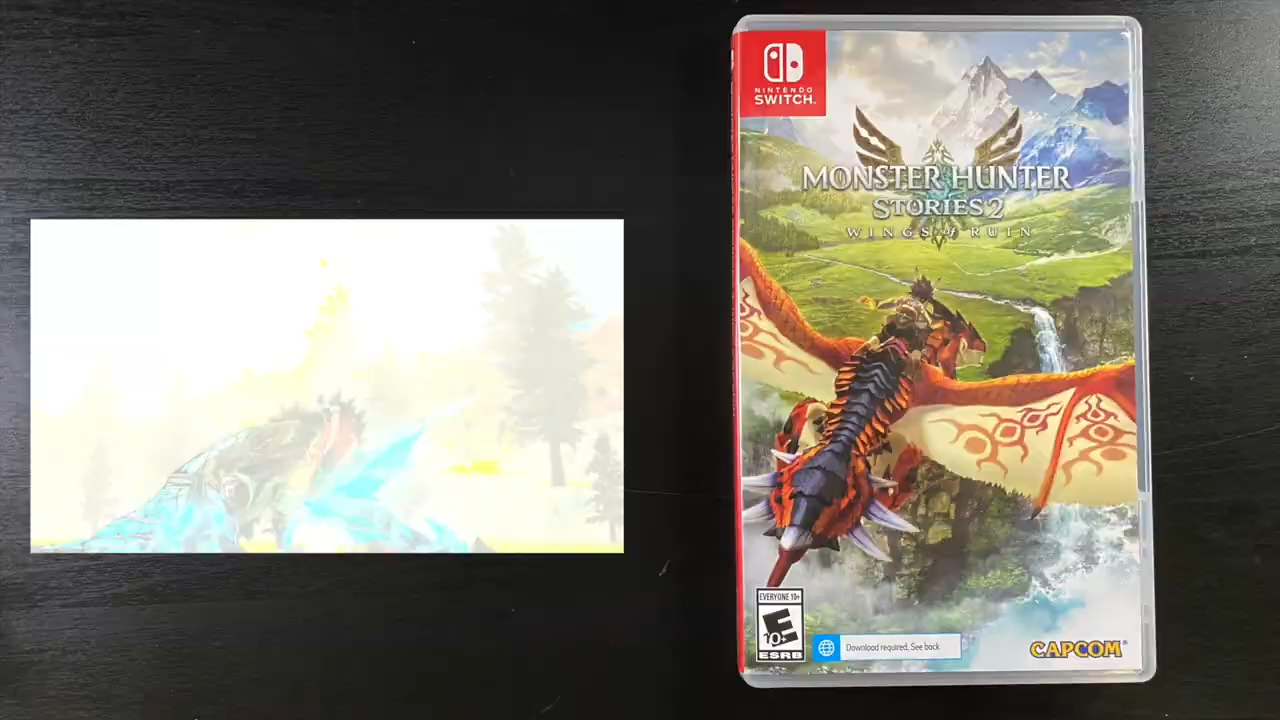 NINTENDO
SWITCH
MONSTER HUNTER
STORIES 2
WINGS of RUIN
EVERYONE 10+
E
10+
ESRB
Download required. See back
CAPCOM